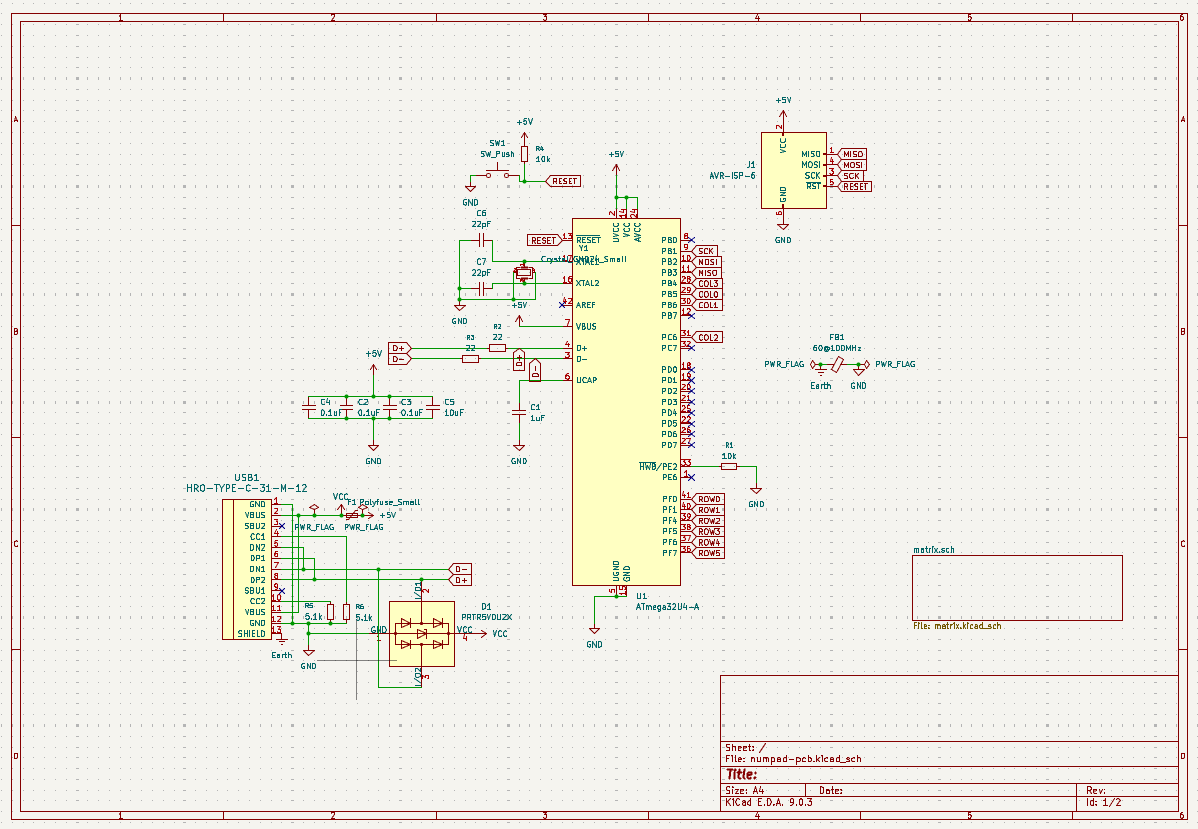 1 2 3 4 5 6
A
B
C
D
+5V
SW1
SW_Push
R4
10k
RESET
GND
C6
22pF
C7
22pF
GND
+5V
2 14 24
UVCC
VCC
AVCC
RESET 13 RESET
Y1
16 XTAL2
AREF
+5V
7 VBUS
4 D+
3 D-
6 UCAP
R2
22
R3
22
D+
D-
D+
D-
C1
1uF
GND
+5V
C4
0.1uF
C2
0.1uF
C3
0.1uF
C5
10uF
GND
8 PB0
9 PB1 SCK
10 PB2 MOSI
11 PB3 MISO
28 PB4 COL3
29 PB5 COL0
30 PB6 COL1
12 PB7
31 PC6 COL2
32 PC7
18 PD0
19 PD1
20 PD2
21 PD3
25 PD4
22 PD5
26 PD6
27 PD7
33 HWB/PE2
1 PE6
R1
10k
GND
41 PF0 ROW0
40 PF1 ROW1
39 PF4 ROW2
38 PF5 ROW3
37 PF6 ROW4
36 PF7 ROW5
UGND
GND
5 15
U1
ATmega32U4-A
GND
+5V
2
VCC
J1
AVR-ISP-6
MISO 1 MISO
MOSI 4 MOSI
SCK 3 SCK
RST 5 RESET
GND
6
GND
FB1
60@100MHz
PWR_FLAG
PWR_FLAG
Earth
GND
USB1
HRO-TYPE-C-31-M-12
GND 1
VBUS 2
SBU2 3
CC1 4
DN2 5
DP1 6
DN1 7
DP2 8
SBU1 9
CC2 10
VBUS 11
GND 12
SHIELD 13
Earth
VCC
F1 Polyfuse_Small
PWR_FLAG
PWR_FLAG
+5V
D-
D+
R5
5.1k
R6
5.1k
GND
I/O1
2
D1
PRTR5V0U2X
GND
1
VCC
4
VCC
I/O2
3
matrix.sch
File: matrix.kicad_sch
Sheet: /
File: numpad-pcb.kicad_sch
Title:
Size: A4 Date: Rev:
KiCad E.D.A. 9.0.3 Id: 1/2
1 2 3 4 5 6